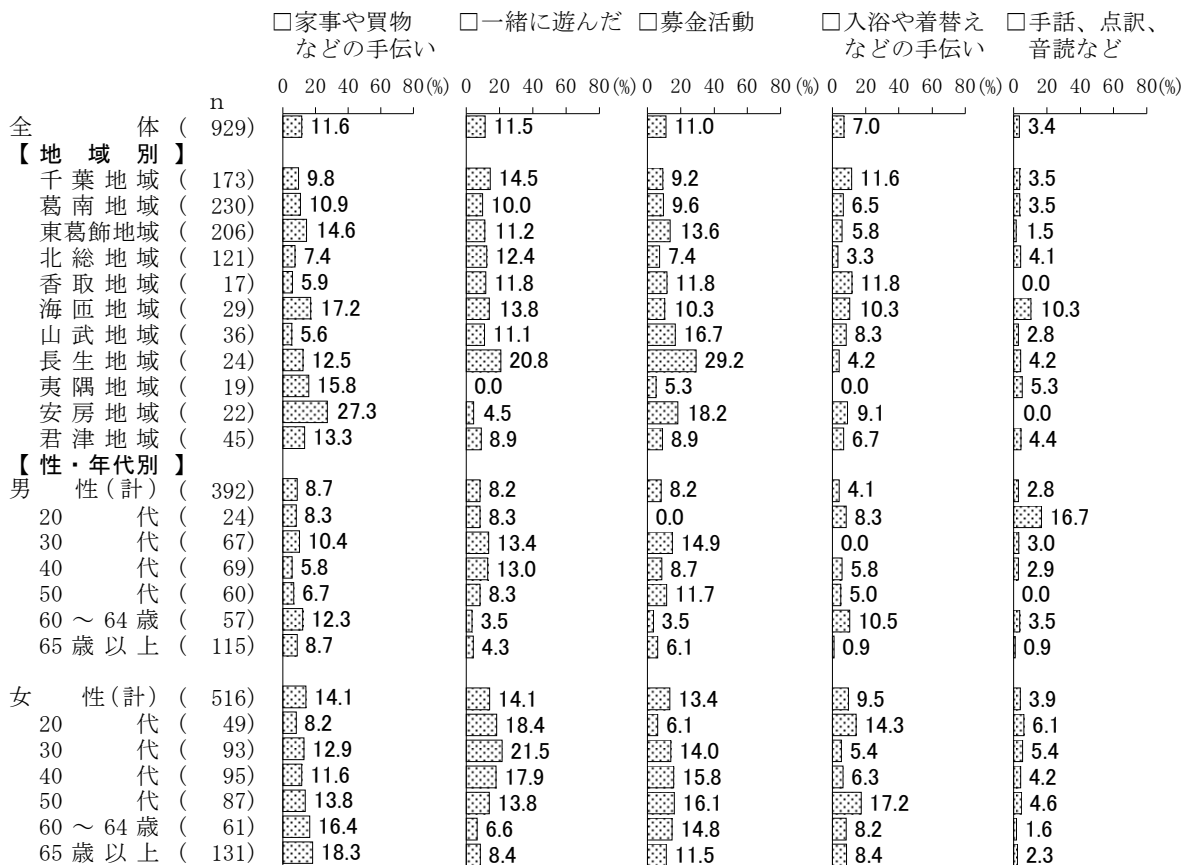 □家事や買物 □一緒に遊んだ □募金活動 □入浴や着替え □手話、点訳、
などの手伝い などの手伝い 音読など
0 20 40 60 80(%) 0 20 40 60 80(%) 0 20 40 60 80(%) 0 20 40 60 80(%) 0 20 40 60 80(%)
n
全 体 ( 929) 11.6 11.5 11.0 7.0 3.4
【 地 域 別 】
千葉地域 ( 173) 9.8 14.5 9.2 11.6 3.5
葛南地域 ( 230) 10.9 10.0 9.6 6.5 3.5
東葛飾地域 ( 206) 14.6 11.2 13.6 5.8 1.5
北総地域 ( 121) 7.4 12.4 7.4 3.3 4.1
香取地域 ( 17) 5.9 11.8 11.8 11.8 0.0
海匝地域 ( 29) 17.2 13.8 10.3 10.3 10.3
山武地域 ( 36) 5.6 11.1 16.7 8.3 2.8
長生地域 ( 24) 12.5 20.8 29.2 4.2 4.2
夷隅地域 ( 19) 15.8 0.0 5.3 0.0 5.3
安房地域 ( 22) 27.3 4.5 18.2 9.1 0.0
君津地域 ( 45) 13.3 8.9 8.9 6.7 4.4
【 性・年代別 】
男 性(計) ( 392) 8.7 8.2 8.2 4.1 2.8
20 代 ( 24) 8.3 8.3 0.0 8.3 16.7
30 代 ( 67) 10.4 13.4 14.9 0.0 3.0
40 代 ( 69) 5.8 13.0 8.7 5.8 2.9
50 代 ( 60) 6.7 8.3 11.7 5.0 0.0
60 ～ 64 歳 ( 57) 12.3 3.5 3.5 10.5 3.5
65 歳以上 ( 115) 8.7 4.3 6.1 0.9 0.9
女 性(計) ( 516) 14.1 14.1 13.4 9.5 3.9
20 代 ( 49) 8.2 18.4 6.1 14.3 6.1
30 代 ( 93) 12.9 21.5 14.0 5.4 5.4
40 代 ( 95) 11.6 17.9 15.8 6.3 4.2
50 代 ( 87) 13.8 13.8 16.1 17.2 4.6
60 ～ 64 歳 ( 61) 16.4 6.6 14.8 8.2 1.6
65 歳以上 ( 131) 18.3 8.4 11.5 8.4 2.3